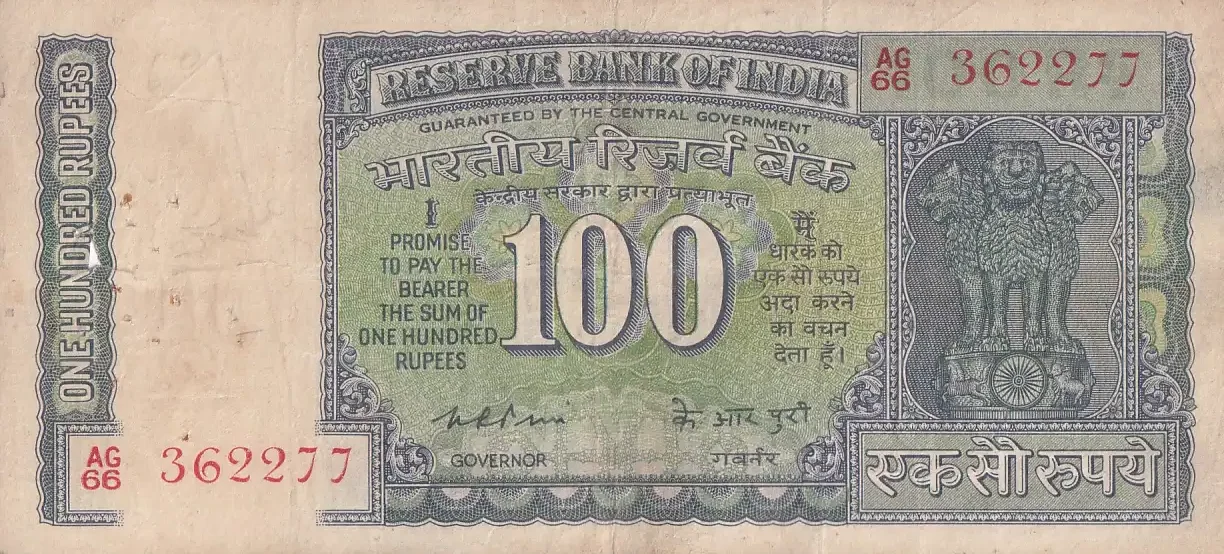 ONE HUNDRED RUPEES
RESERVE BANK OF INDIA
AG
66
362277
GUARANTEED BY THE CENTRAL GOVERNMENT
भारतीय रिज़र्व बैंक
केन्द्रीय सरकार द्वारा प्रत्याभूत
I
PROMISE
TO PAY THE
BEARER
THE SUM OF
ONE HUNDRED
RUPEES
100
मैं
धारक को
एक सौ रुपये
अदा करने
का वचन
देता हूँ।
के. आर. पुरी
GOVERNOR
गवर्नर
AG
66
362277
एक सौ रुपये